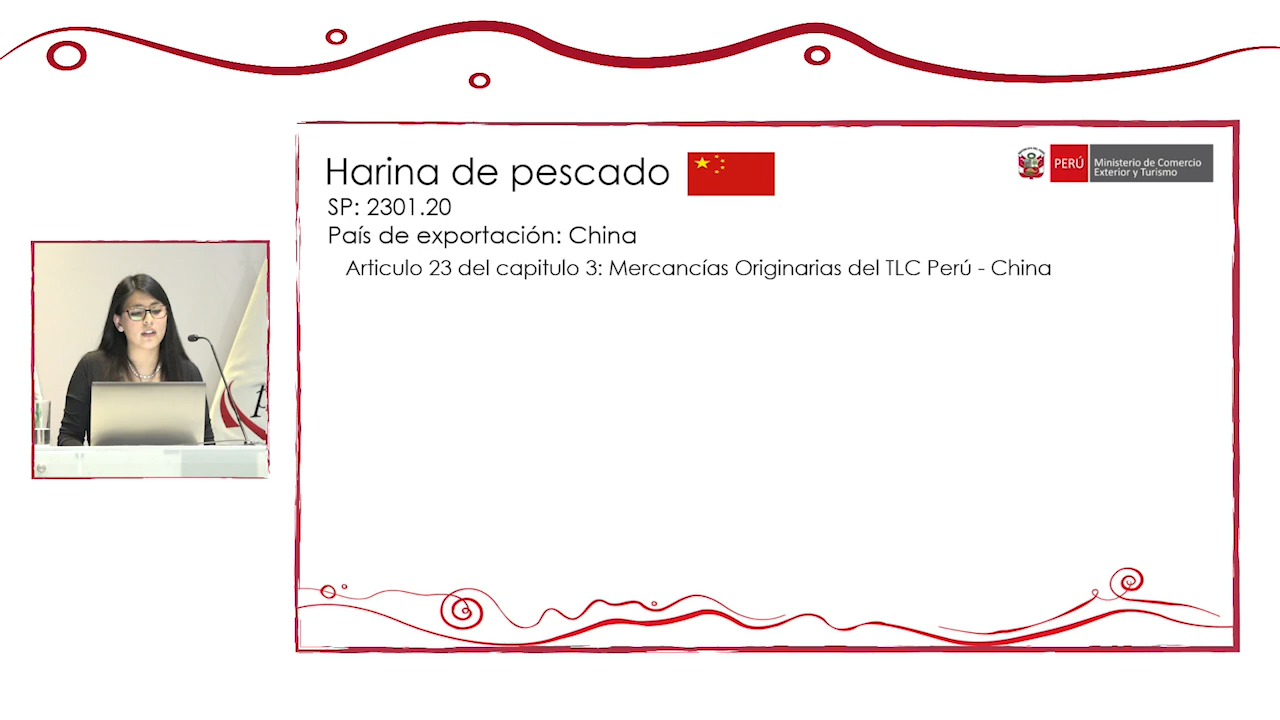 Harina de pescado
SP: 2301.20
País de exportación: China
Articulo 23 del capitulo 3: Mercancías Originarias del TLC Perú - China
PERÚ
Ministerio de Comercio
Exterior y Turismo